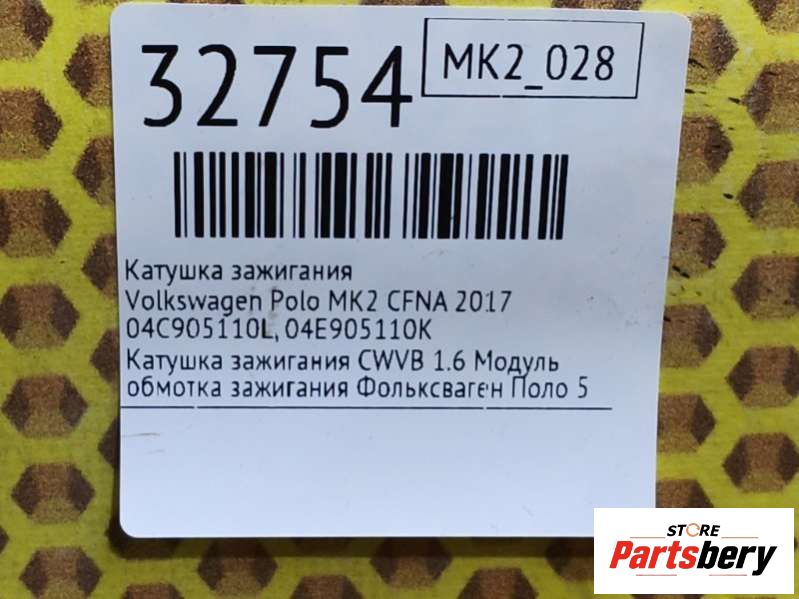 32754
MK2_028
Катушка зажигания
Volkswagen Polo MK2 CFNA 2017
04C905110L, 04E905110K
Катушка зажигания CWVB 1.6 Модуль
обмотка зажигания Фольксваген Поло 5
STORE
Partsbery